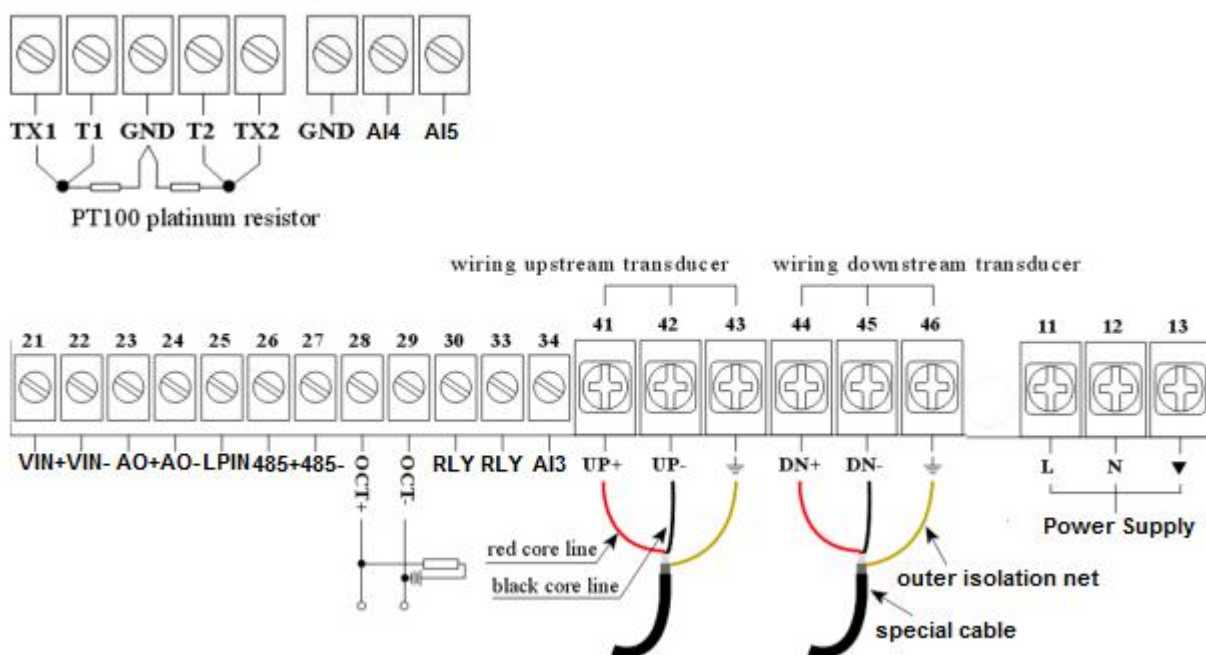 TX1 T1 GND T2 TX2 GND AI4 AI5
PT100 platinum resistor
wiring upstream transducer wiring downstream transducer
21 22 23 24 25 26 27 28 29 30 33 34 41 42 43 44 45 46 11 12 13
VIN+ VIN- AO+ AO- LPIN 485+ 485- OCT+ OCT- RLY RLY AI3 UP+ UP- DN+ DN- L N
Power Supply
red core line
black core line
outer isolation net
special cable